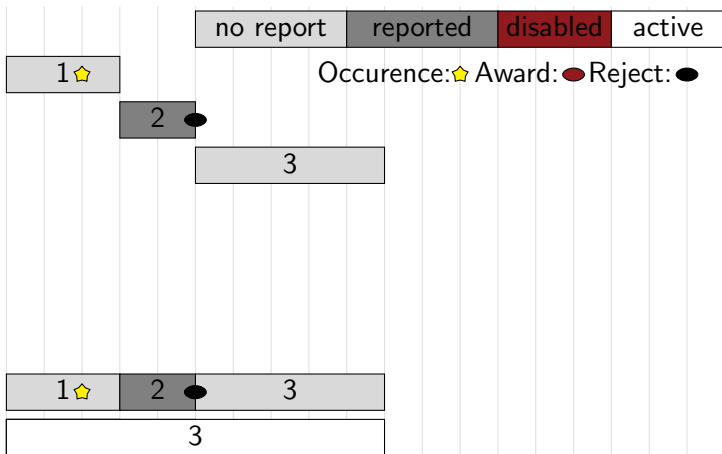 no report reported disabled active
1 Occurence: Award: Reject:
2
3
1 2 3
3